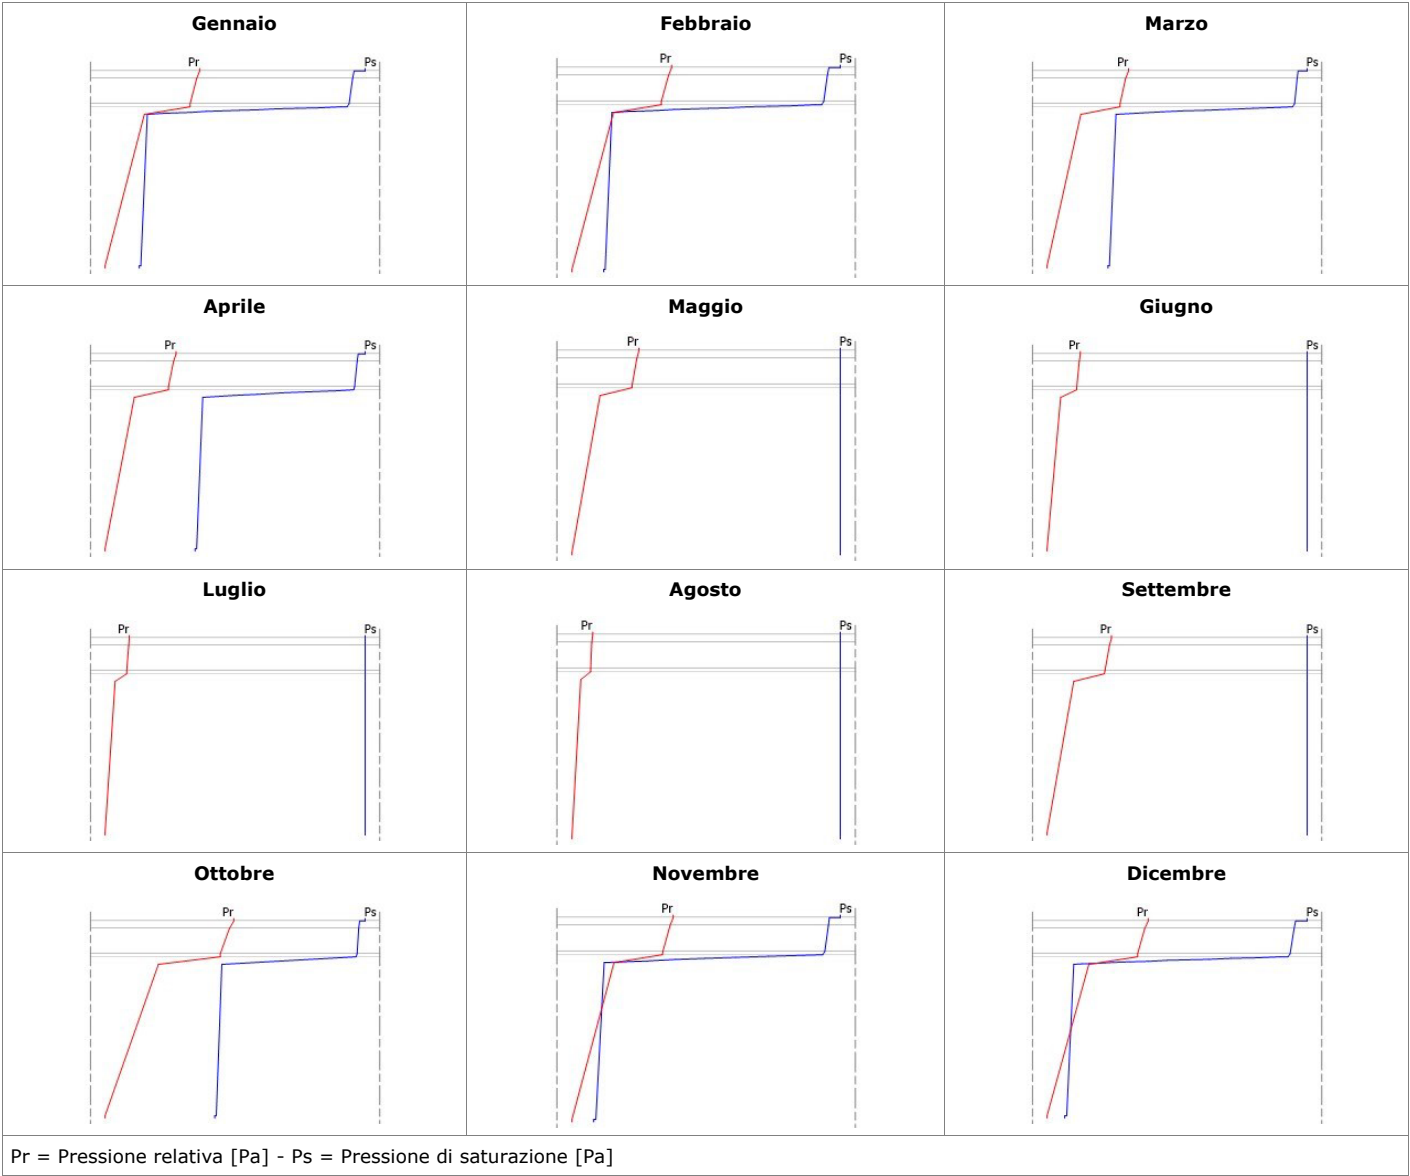 Gennaio
Pr Ps
Febbraio
Pr Ps
Marzo
Pr Ps
Aprile
Pr Ps
Maggio
Pr Ps
Giugno
Pr Ps
Luglio
Pr Ps
Agosto
Pr Ps
Settembre
Pr Ps
Ottobre
Pr Ps
Novembre
Pr Ps
Dicembre
Pr Ps
Pr = Pressione relativa [Pa] - Ps = Pressione di saturazione [Pa]